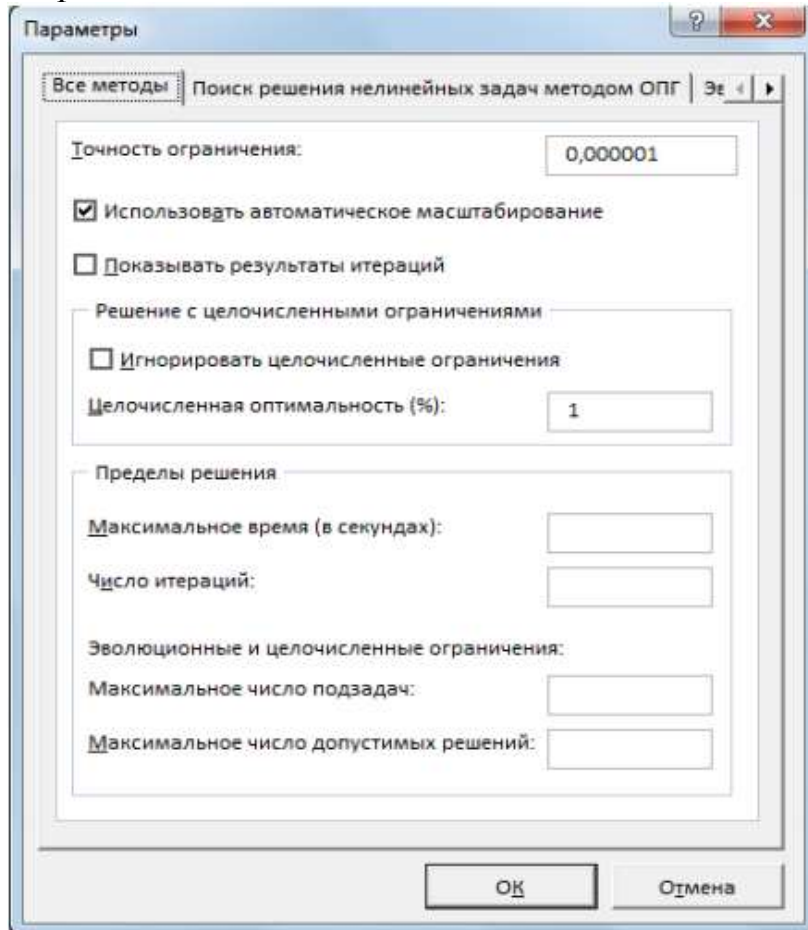 Параметры
Все методы Поиск решения нелинейных задач методом ОПГ Эв
Точность ограничения: 0,000001
Использовать автоматическое масштабирование
Показывать результаты итераций
Решение с целочисленными ограничениями
Игнорировать целочисленные ограничения
Целочисленная оптимальность (%): 1
Пределы решения
Максимальное время (в секундах):
Число итераций:
Эволюционные и целочисленные ограничения:
Максимальное число подзадач:
Максимальное число допустимых решений:
ОК Отмена